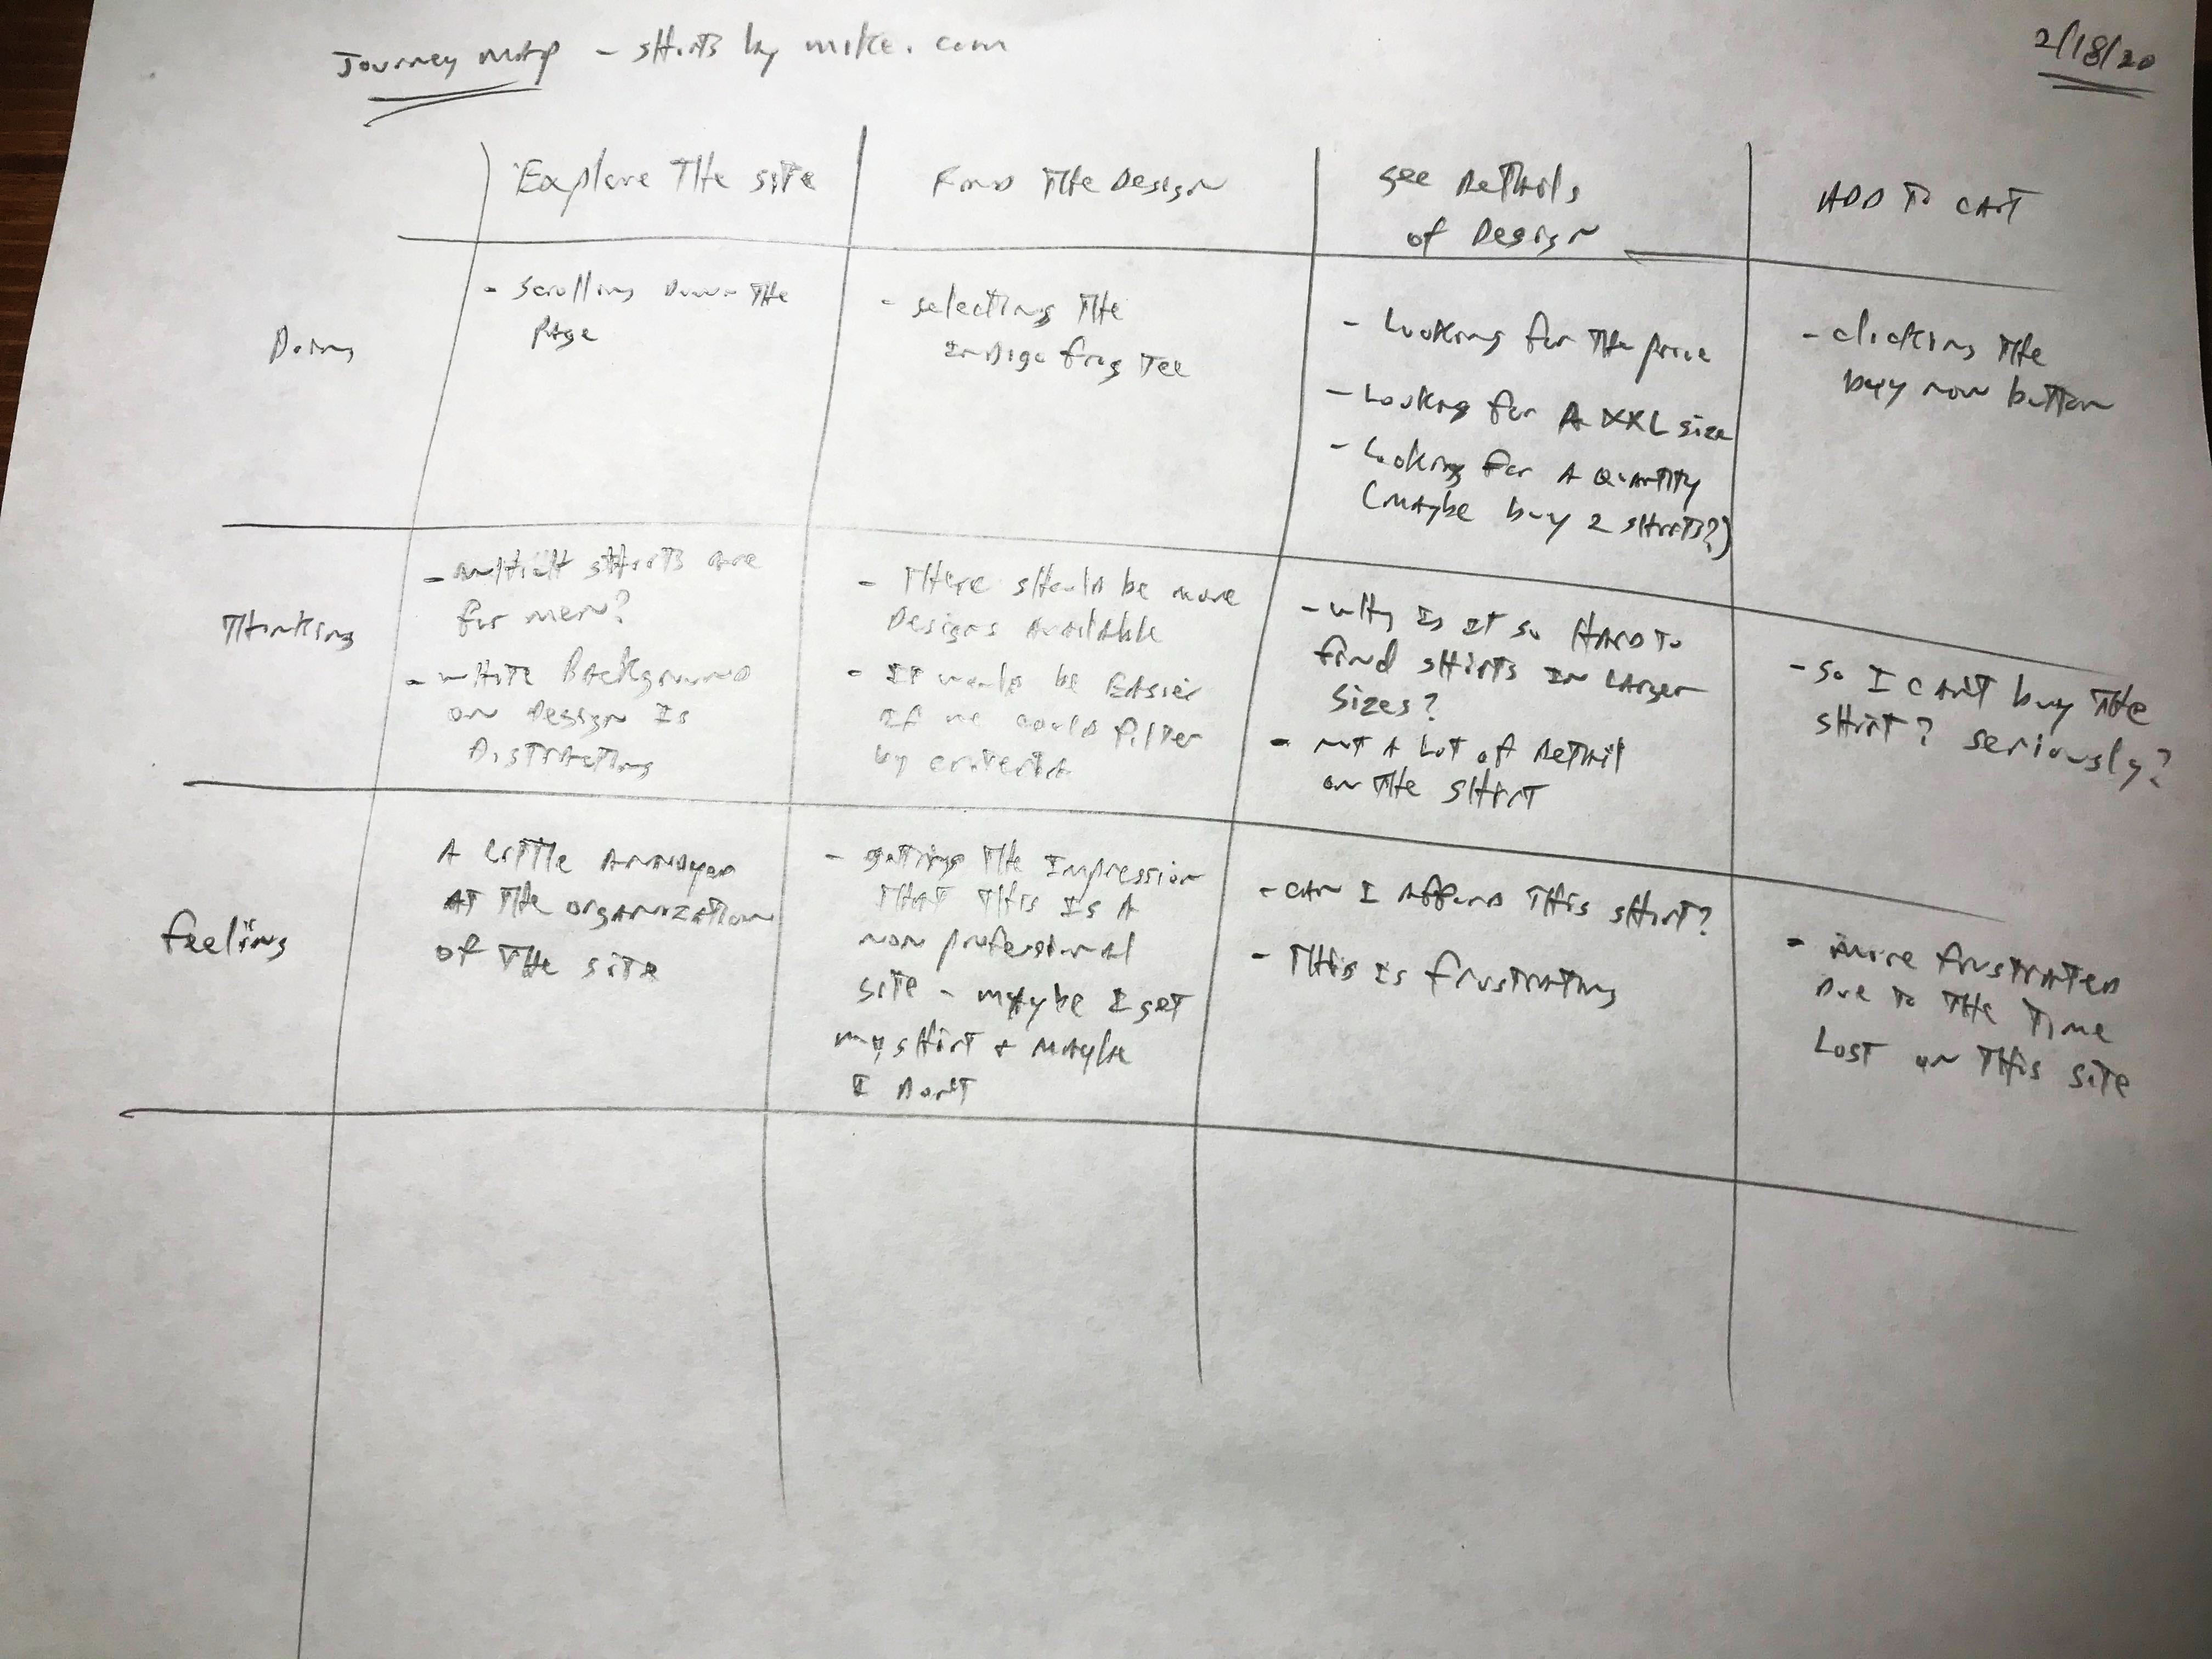 Journey Map - shirts by mike.com
2/18/20
Explore The site
Find The Design
see Details
of Design
ADD To CART
Doing
- Scrolling Down The
Page
- selecting The
Indigo frog Tee
- Looking for The price
- Looking for A XXL size
- Looking for A Quantity
(maybe buy 2 shirts?)
- clicking The
buy now button
Thinking
- which shirts are
for men?
- white Background
on Design Is
Distracting
- There should be more
Designs Available
- It would be Easier
If we could filter
by criteria
- why Is It so Hard To
find shirts In Larger
Sizes?
- not A Lot of Detail
on The shirt
- So I can't buy The
shirt? seriously?
feeling
A Little Annoyed
AT The organization
of The site
- getting The Impression
That This Is A
non professional
site - maybe I get
my shirt + maybe
I Don't
- can I Afford This shirt?
- This Is frustrating
- more frustrated
Due To The Time
Lost on This site